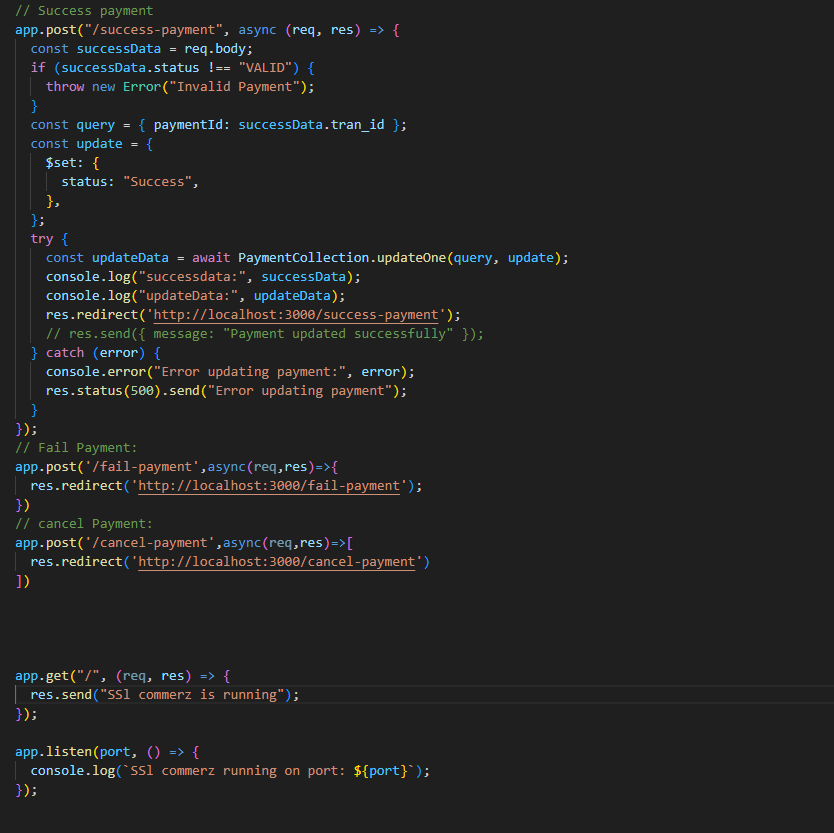 // Success payment
app.post("/success-payment", async (req, res) => {
  const successData = req.body;
  if (successData.status !== "VALID") {
    throw new Error("Invalid Payment");
  }
  const query = { paymentId: successData.tran_id };
  const update = {
    $set: {
      status: "Success",
    },
  };
  try {
    const updateData = await PaymentCollection.updateOne(query, update);
    console.log("successdata:", successData);
    console.log("updateData:", updateData);
    res.redirect('http://localhost:3000/success-payment');
    // res.send({ message: "Payment updated successfully" });
  } catch (error) {
    console.error("Error updating payment:", error);
    res.status(500).send("Error updating payment");
  }
});
// Fail Payment:
app.post('/fail-payment',async(req,res)=>{
  res.redirect('http://localhost:3000/fail-payment');
})
// cancel Payment:
app.post('/cancel-payment',async(req,res)=>[
  res.redirect('http://localhost:3000/cancel-payment')
])
app.get("/", (req, res) => {
  res.send("SSl commerz is running");
});
app.listen(port, () => {
  console.log(`SSl commerz running on port: ${port}`);
});